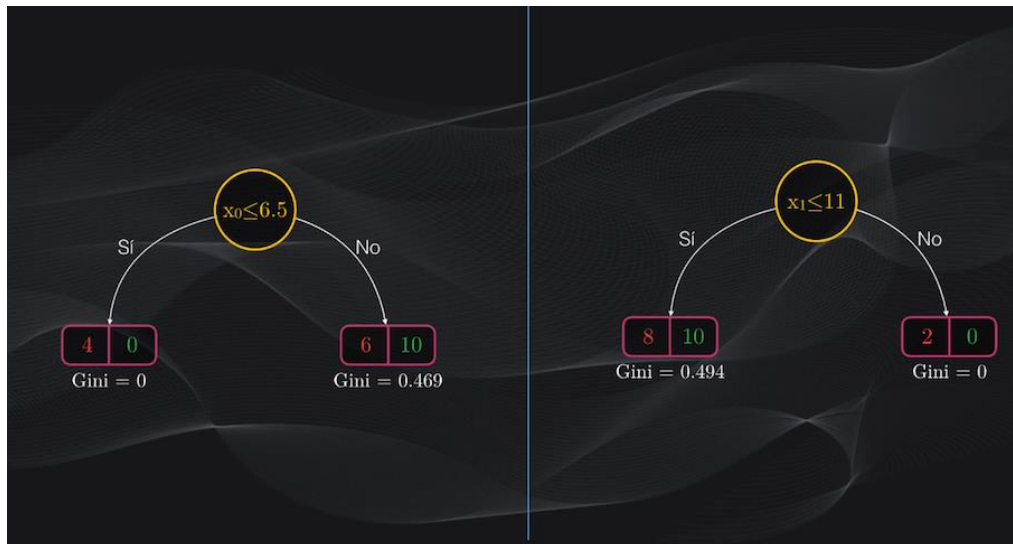 x₀≤6.5
Sí
No
4 0
Gini = 0
6 10
Gini = 0.469
x₁≤11
Sí
No
8 10
Gini = 0.494
2 0
Gini = 0